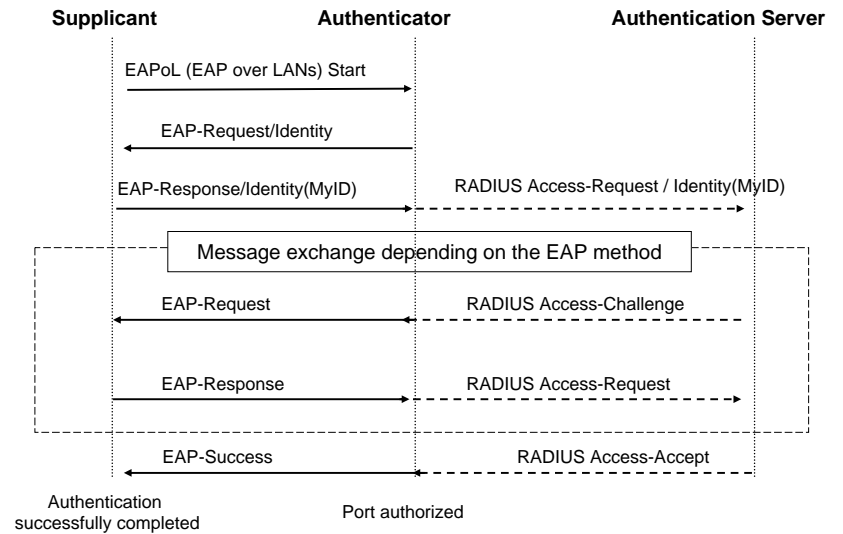 Supplicant
Authenticator
Authentication Server
EAPoL (EAP over LANs) Start
EAP-Request/Identity
EAP-Response/Identity(MyID)
RADIUS Access-Request / Identity(MyID)
Message exchange depending on the EAP method
EAP-Request
RADIUS Access-Challenge
EAP-Response
RADIUS Access-Request
EAP-Success
RADIUS Access-Accept
Authentication
successfully completed
Port authorized